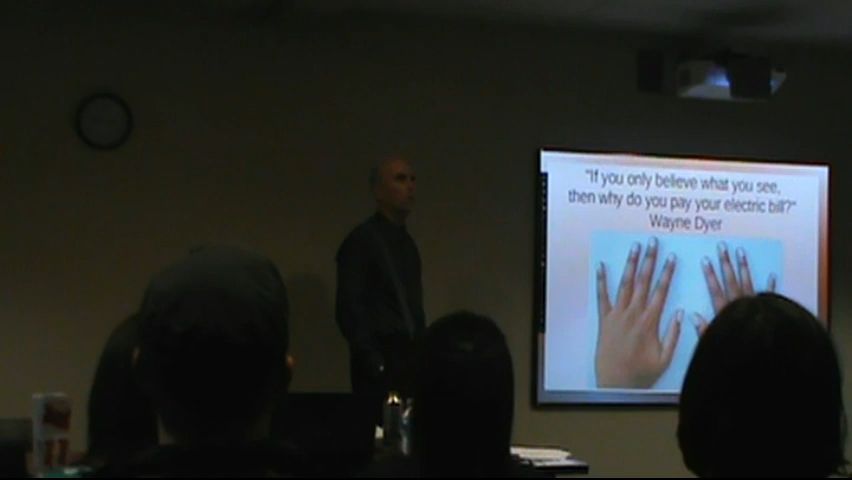 "If you only believe what you see,
then why do you pay your electric bill?"
Wayne Dyer